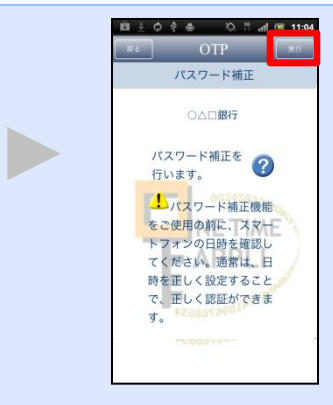 11:04
戻る OTP 実行
パスワード補正
○△□銀行
パスワード補正を
行います。
パスワード補正機能
をご使用の前に、スマー
トフォンの日時を確認し
てください。通常は、日
時を正しく設定すること
で、正しく認証ができま
す。
NE TIME
APPLI